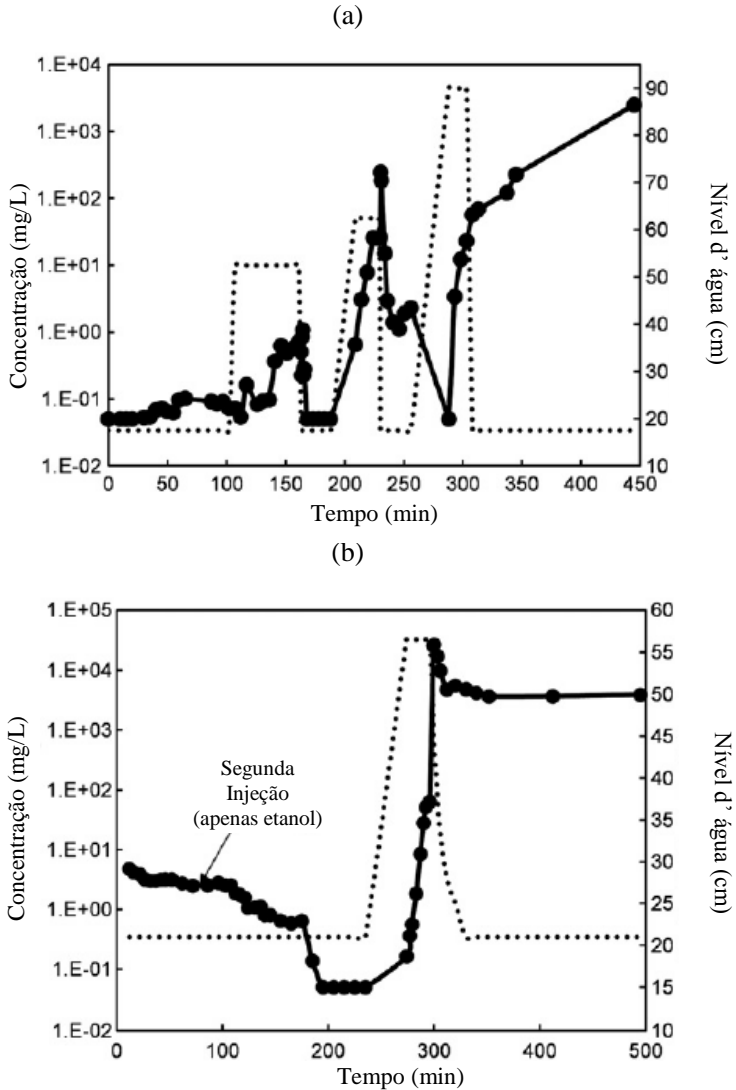 (a)
1.E+05
1.E+04
1.E+03
1.E+02
1.E+01
1.E+00
1.E-01
1.E-02
Concentração (mg/L)
90
80
70
60
50
40
30
20
10
Nível d' água (cm)
0 50 100 150 200 250 300 350 400 450
Tempo (min)
(b)
1.E+05
1.E+04
1.E+03
1.E+02
1.E+01
1.E+00
1.E-01
1.E-02
Concentração (mg/L)
Segunda
Injeção
(apenas etanol)
60
55
50
45
40
35
30
25
20
15
10
Nível d' água (cm)
0 100 200 300 400 500
Tempo (min)